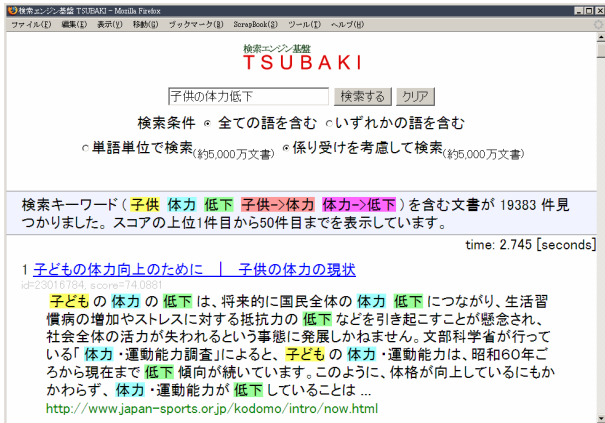 検索エンジン基盤 TSUBAKI - Mozilla Firefox
ファイル(F) 編集(E) 表示(V) 移動(G) ブックマーク(B) ScrapBook(S) ツール(T) ヘルプ(H)
検索エンジン基盤
TSUBAKI
子供の体力低下 検索する クリア
検索条件 全ての語を含む いずれかの語を含む
単語単位で検索(約5,000万文書) 係り受けを考慮して検索(約5,000万文書)
検索キーワード ( 子供 体力 低下 子供->体力 体力->低下 ) を含む文書が 19383 件見
つかりました。 スコアの上位1件目から50件目までを表示しています。
time: 2.745 [seconds]
1 子どもの体力向上のために | 子供の体力の現状
id=23016784, score=74.0881
子ども の 体力 の 低下 は、将来的に国民全体の 体力 低下 につながり、生活習
慣病の増加やストレスに対する抵抗力の 低下 などを引き起こすことが懸念され、
社会全体の活力が失われるという事態に発展しかねません。文部科学省が行って
いる「 体力 ・運動能力調査」によると、 子ども の 体力 ・運動能力は、昭和60年ご
ろから現在まで 低下 傾向が続いています。このように、体格が向上しているにもか
かわらず、 体力 ・運動能力が 低下 していることは ...
http://www.japan-sports.or.jp/kodomo/intro/now.html